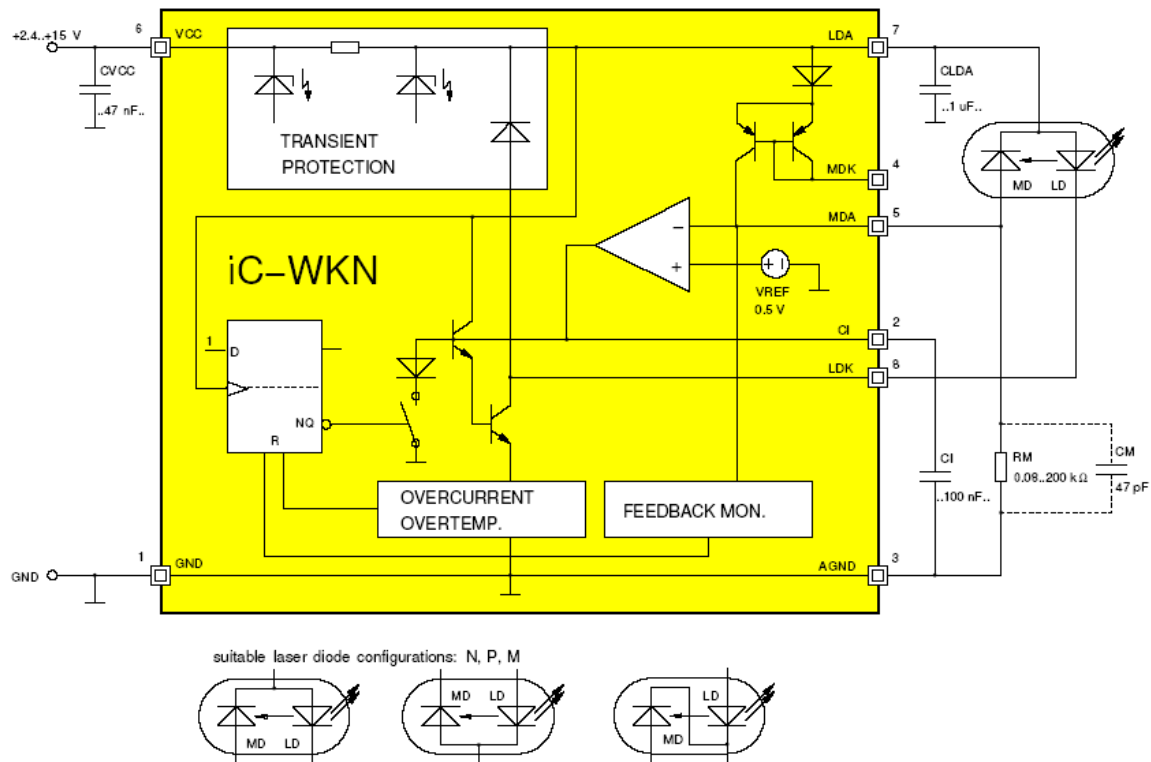 +2.4..+15 V
6
VCC
LDA
7
CVCC
..47 nF..
TRANSIENT
PROTECTION
CLDA
..1 uF..
MD LD
MDK
4
MDA
5
−
+
+ −
VREF
0.5 V
iC−WKN
1
D
NQ
R
CI
2
LDK
8
OVERCURRENT
OVERTEMP.
FEEDBACK MON.
CI
..100 nF..
RM
0.08..200 kΩ
CM
47 pF
GND
1
GND
AGND
3
suitable laser diode configurations: N, P, M
MD LD
MD LD
LD
MD